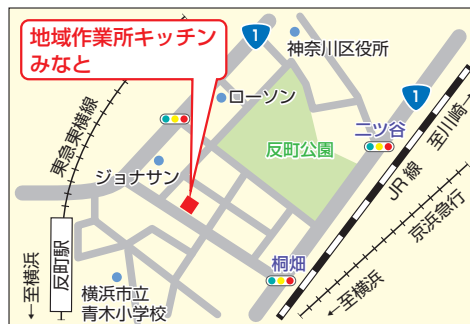 地域作業所キッチン
みなと
1
神奈川区役所
ローソン
1
二ツ谷
至川崎
東急東横線
反町公園
ジョナサン
JR線
京浜急行
反町駅
桐畑
←至横浜
←至横浜
横浜市立
青木小学校